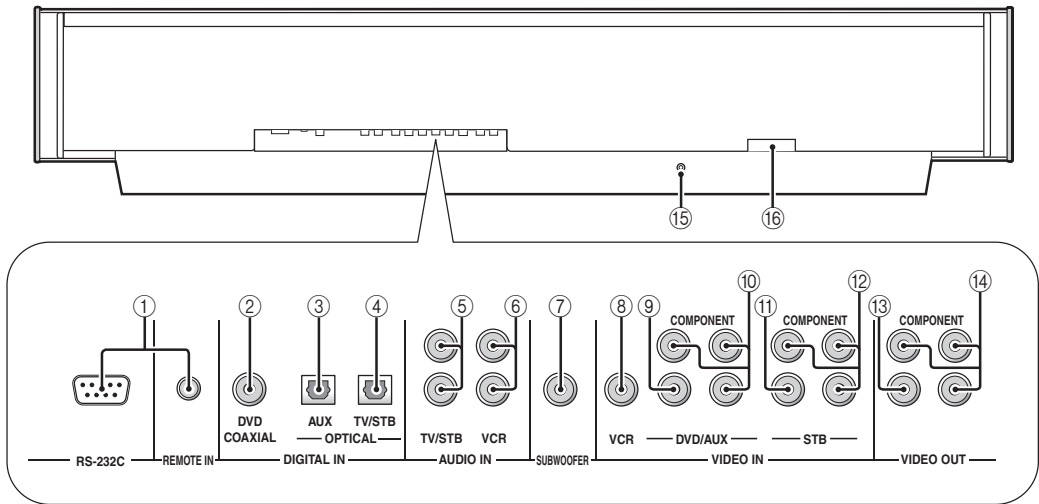 ⑮ ⑯
① ② ③ ④ ⑤ ⑥ ⑦ ⑧ ⑨ ⑩ ⑪ ⑫ ⑬ ⑭
COMPONENT COMPONENT COMPONENT
DVD COAXIAL
AUX TV/STB
OPTICAL
TV/STB VCR
VCR DVD/AUX STB
RS-232C REMOTE IN DIGITAL IN AUDIO IN SUBWOOFER VIDEO IN VIDEO OUT